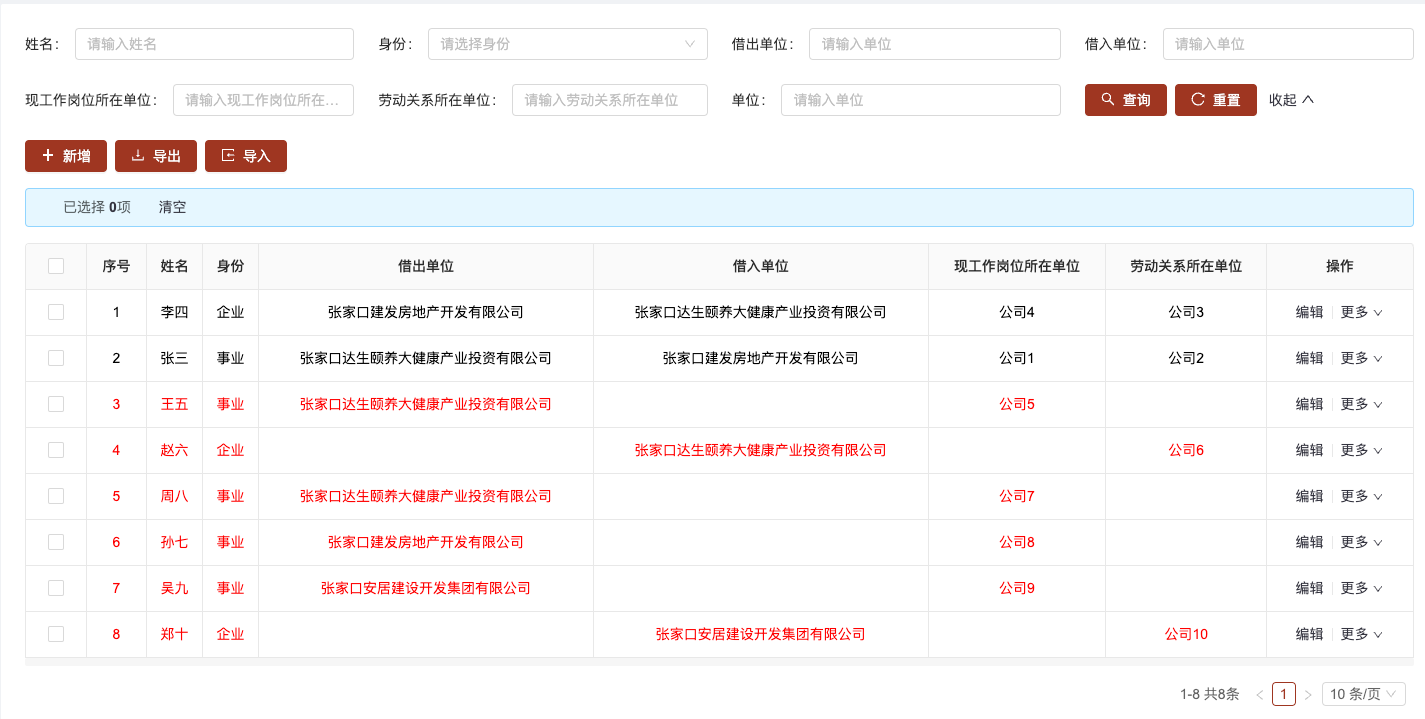 姓名： 请输入姓名 身份： 请选择身份 借出单位： 请输入单位 借入单位： 请输入单位
现工作岗位所在单位： 请输入现工作岗位所在... 劳动关系所在单位： 请输入劳动关系所在单位 单位： 请输入单位 查询 重置 收起
新增 导出 导入
已选择 0项 清空
序号 姓名 身份 借出单位 借入单位 现工作岗位所在单位 劳动关系所在单位 操作
1 李四 企业 张家口建发房地产开发有限公司 张家口达生颐养大健康产业投资有限公司 公司4 公司3 编辑 更多
2 张三 事业 张家口达生颐养大健康产业投资有限公司 张家口建发房地产开发有限公司 公司1 公司2 编辑 更多
3 王五 事业 张家口达生颐养大健康产业投资有限公司 公司5 编辑 更多
4 赵六 企业 张家口达生颐养大健康产业投资有限公司 公司6 编辑 更多
5 周八 事业 张家口达生颐养大健康产业投资有限公司 公司7 编辑 更多
6 孙七 事业 张家口建发房地产开发有限公司 公司8 编辑 更多
7 吴九 事业 张家口安居建设开发集团有限公司 公司9 编辑 更多
8 郑十 企业 张家口安居建设开发集团有限公司 公司10 编辑 更多
1-8 共8条 < 1 > 10 条/页